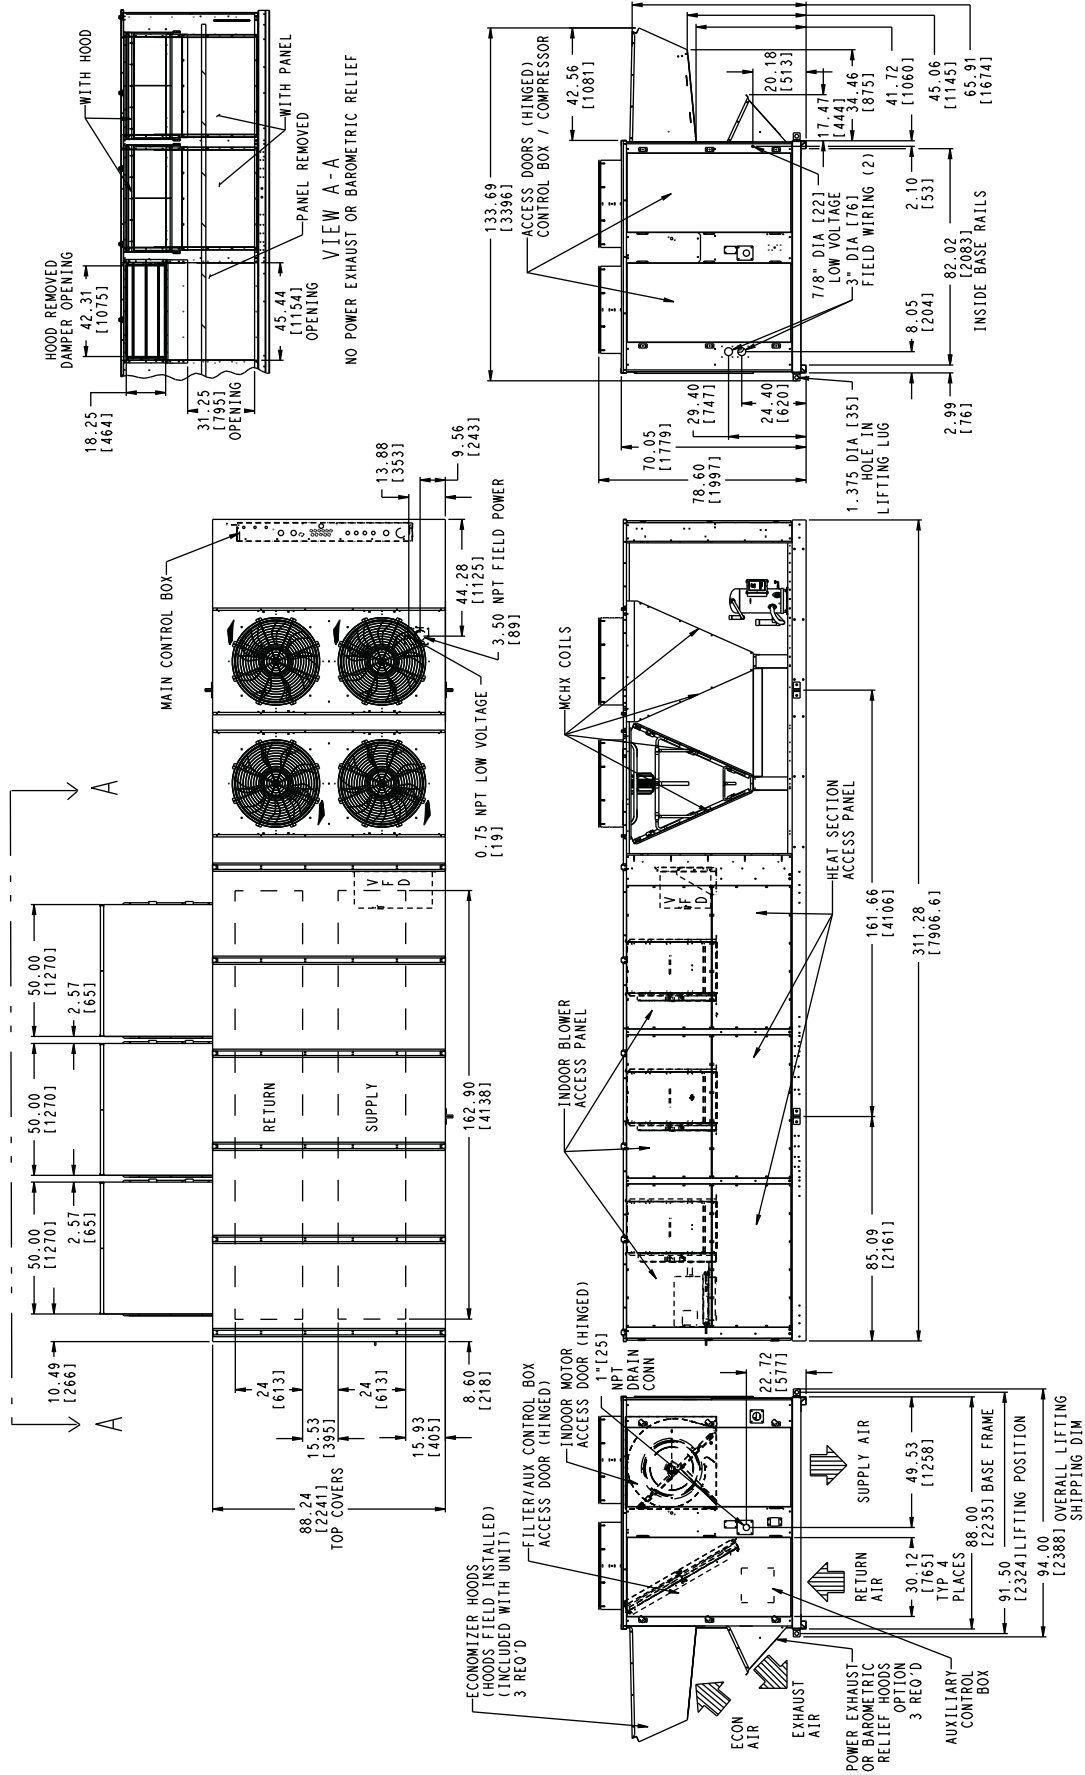 WITH HOOD
HOOD REMOVED
DAMPER OPENING
42.31
[1075]
18.25
[464]
31.25
[795]
OPENING
45.44
[1154]
OPENING
PANEL REMOVED
WITH PANEL
VIEW A-A
NO POWER EXHAUST OR BAROMETRIC RELIEF
133.69
[3396]
42.56
[1081]
ACCESS DOORS (HINGED)
CONTROL BOX / COMPRESSOR
20.18
[513]
17.47
[444]
34.46
[875]
41.72
[1060]
45.06
[1145]
65.91
[1674]
7/8" DIA [22]
LOW VOLTAGE
3" DIA [76]
FIELD WIRING (2)
2.10
[53]
82.02
[2083]
INSIDE BASE RAILS
8.05
[204]
2.99
[76]
70.05
[1779]
78.60
[1997]
29.40
[747]
24.40
[620]
1.375 DIA [35]
HOLE IN
LIFTING LUG
A
A
10.49
[266]
50.00
[1270]
2.57
[65]
50.00
[1270]
50.00
[1270]
2.57
[65]
MAIN CONTROL BOX
13.88
[353]
9.56
[243]
44.28
[1125]
3.50 NPT FIELD POWER
[89]
0.75 NPT LOW VOLTAGE
[19]
RETURN
SUPPLY
V
F
D
162.90
[4138]
8.60
[218]
24
[613]
24
[613]
15.53
[395]
15.93
[405]
88.24
[2241]
TOP COVERS
MCHX COILS
INDOOR BLOWER
ACCESS PANEL
HEAT SECTION
ACCESS PANEL
V
F
D
161.66
[4106]
85.09
[2161]
311.28
[7906.6]
ECONOMIZER HOODS
(HOODS FIELD INSTALLED)
(INCLUDED WITH UNIT)
3 REQ'D
FILTER/AUX CONTROL BOX
ACCESS DOOR (HINGED)
INDOOR MOTOR
ACCESS DOOR (HINGED)
1"[25]
NPT
DRAIN
CONN
22.72
[577]
SUPPLY AIR
RETURN
AIR
ECON
AIR
EXHAUST
AIR
49.53
[1258]
30.12
[765]
TYP 4
PLACES
88.00
[2235] BASE FRAME
91.50
[2324] LIFTING POSITION
94.00
[2388] OVERALL LIFTING
SHIPPING DIM
POWER EXHAUST
OR BAROMETRIC
RELIEF HOODS
OPTION
3 REQ'D
AUXILIARY
CONTROL
BOX